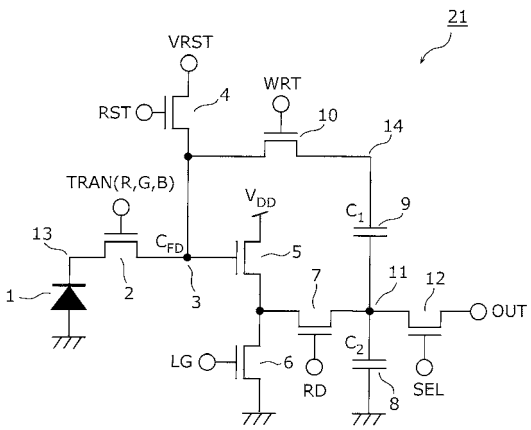 21
VRST
4
RST
WRT
10
14
TRAN(R,G,B)
V_DD
C_1
9
13
C_FD
5
7
11
12
1
2
3
OUT
LG
6
RD
C_2
8
SEL